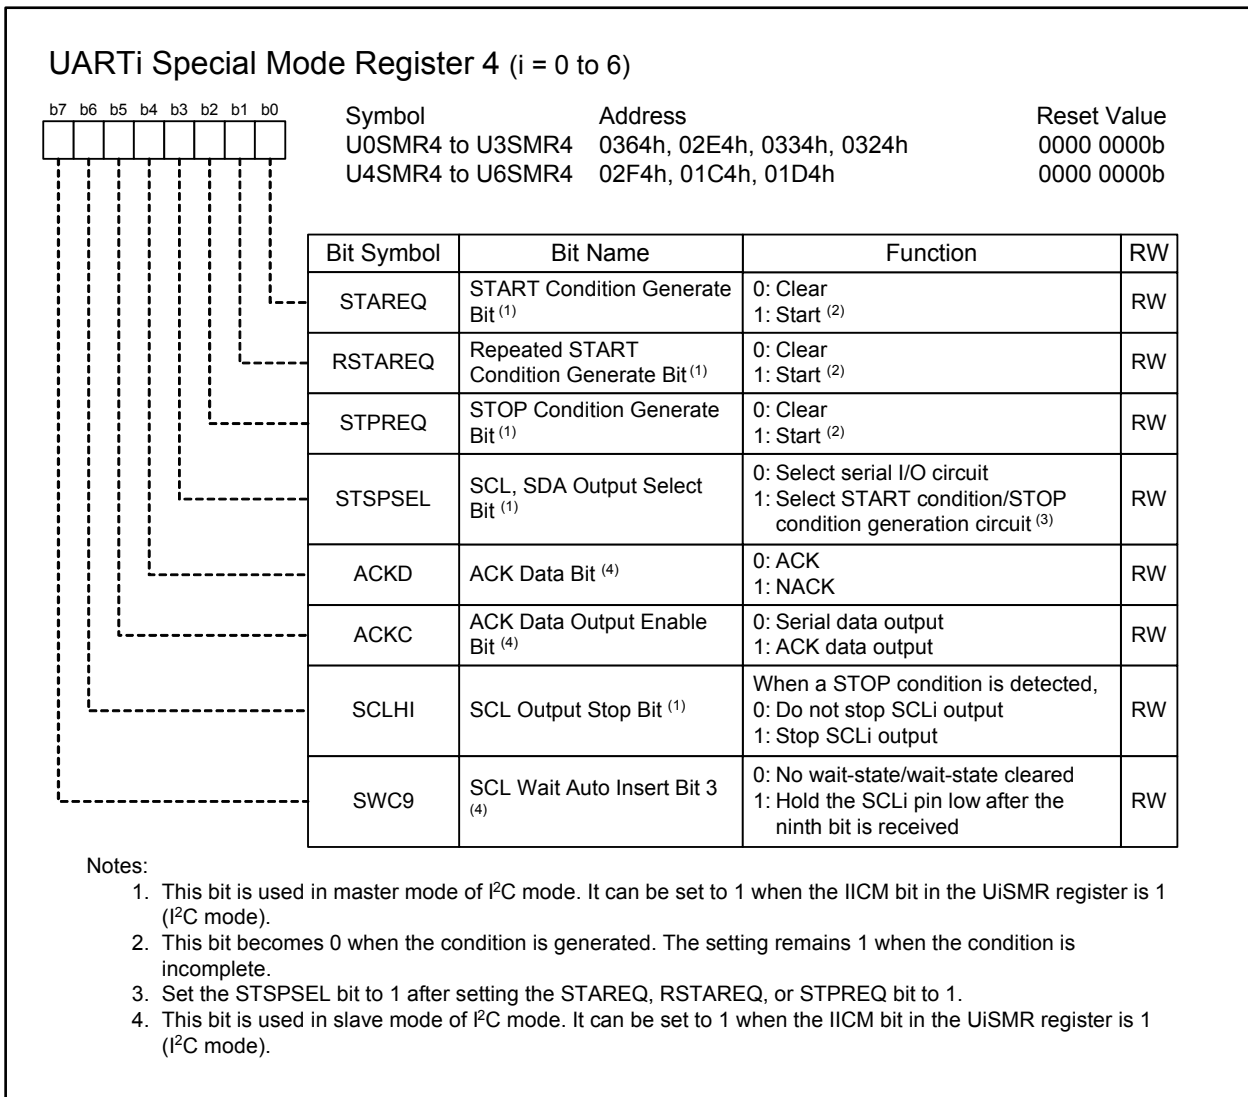 UARTi Special Mode Register 4 (i = 0 to 6)
b7 b6 b5 b4 b3 b2 b1 b0
Symbol Address Reset Value
U0SMR4 to U3SMR4 0364h, 02E4h, 0334h, 0324h 0000 0000b
U4SMR4 to U6SMR4 02F4h, 01C4h, 01D4h 0000 0000b
Bit Symbol Bit Name Function RW
STAREQ
START Condition Generate
Bit (1)
0: Clear
1: Start (2)
RW
RSTAREQ
Repeated START
Condition Generate Bit (1)
0: Clear
1: Start (2)
RW
STPREQ
STOP Condition Generate
Bit (1)
0: Clear
1: Start (2)
RW
STSPSEL
SCL, SDA Output Select
Bit (1)
0: Select serial I/O circuit
1: Select START condition/STOP
condition generation circuit (3)
RW
ACKD
ACK Data Bit (4)
0: ACK
1: NACK
RW
ACKC
ACK Data Output Enable
Bit (4)
0: Serial data output
1: ACK data output
RW
SCLHI
SCL Output Stop Bit (1)
When a STOP condition is detected,
0: Do not stop SCLi output
1: Stop SCLi output
RW
SWC9
SCL Wait Auto Insert Bit 3
(4)
0: No wait-state/wait-state cleared
1: Hold the SCLi pin low after the
ninth bit is received
RW
Notes:
1. This bit is used in master mode of I²C mode. It can be set to 1 when the IICM bit in the UiSMR register is 1
(I²C mode).
2. This bit becomes 0 when the condition is generated. The setting remains 1 when the condition is
incomplete.
3. Set the STSPSEL bit to 1 after setting the STAREQ, RSTAREQ, or STPREQ bit to 1.
4. This bit is used in slave mode of I²C mode. It can be set to 1 when the IICM bit in the UiSMR register is 1
(I²C mode).